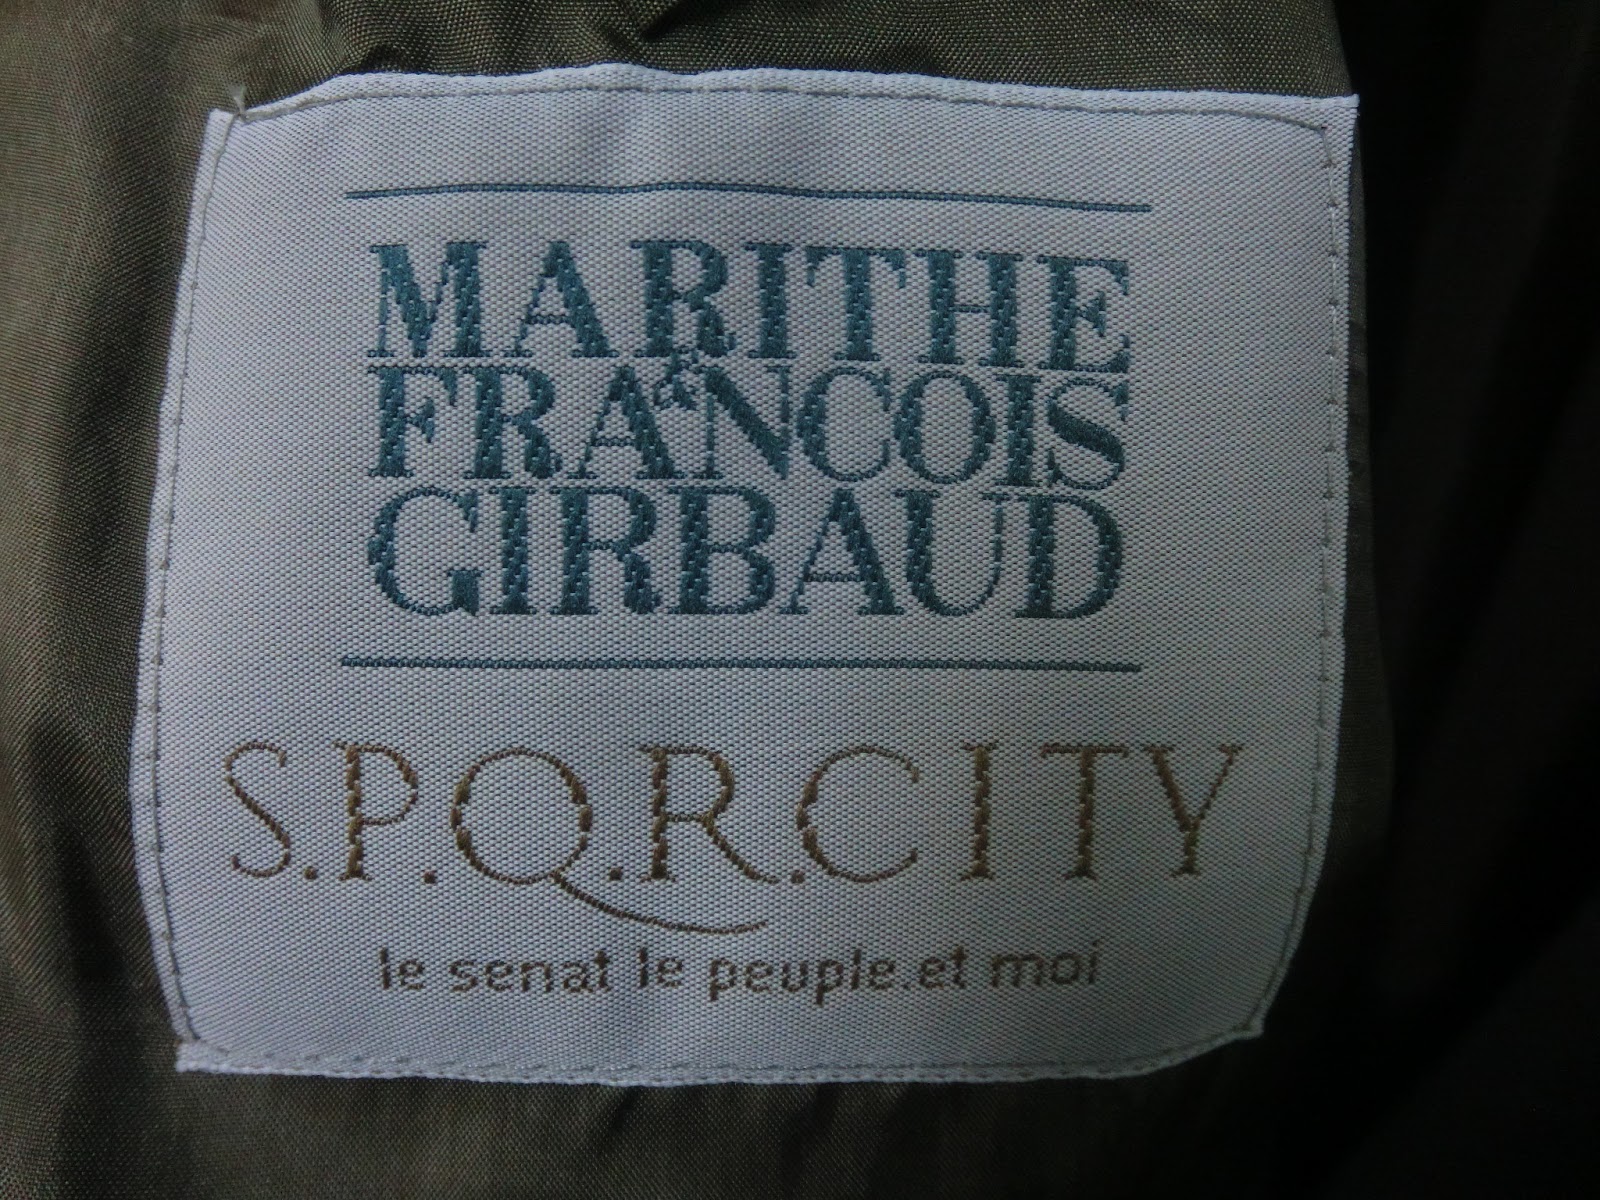 MARITHE
&
FRANCOIS
GIRBAUD
S.P.Q.R.CITY
le senat le peuple.et moi